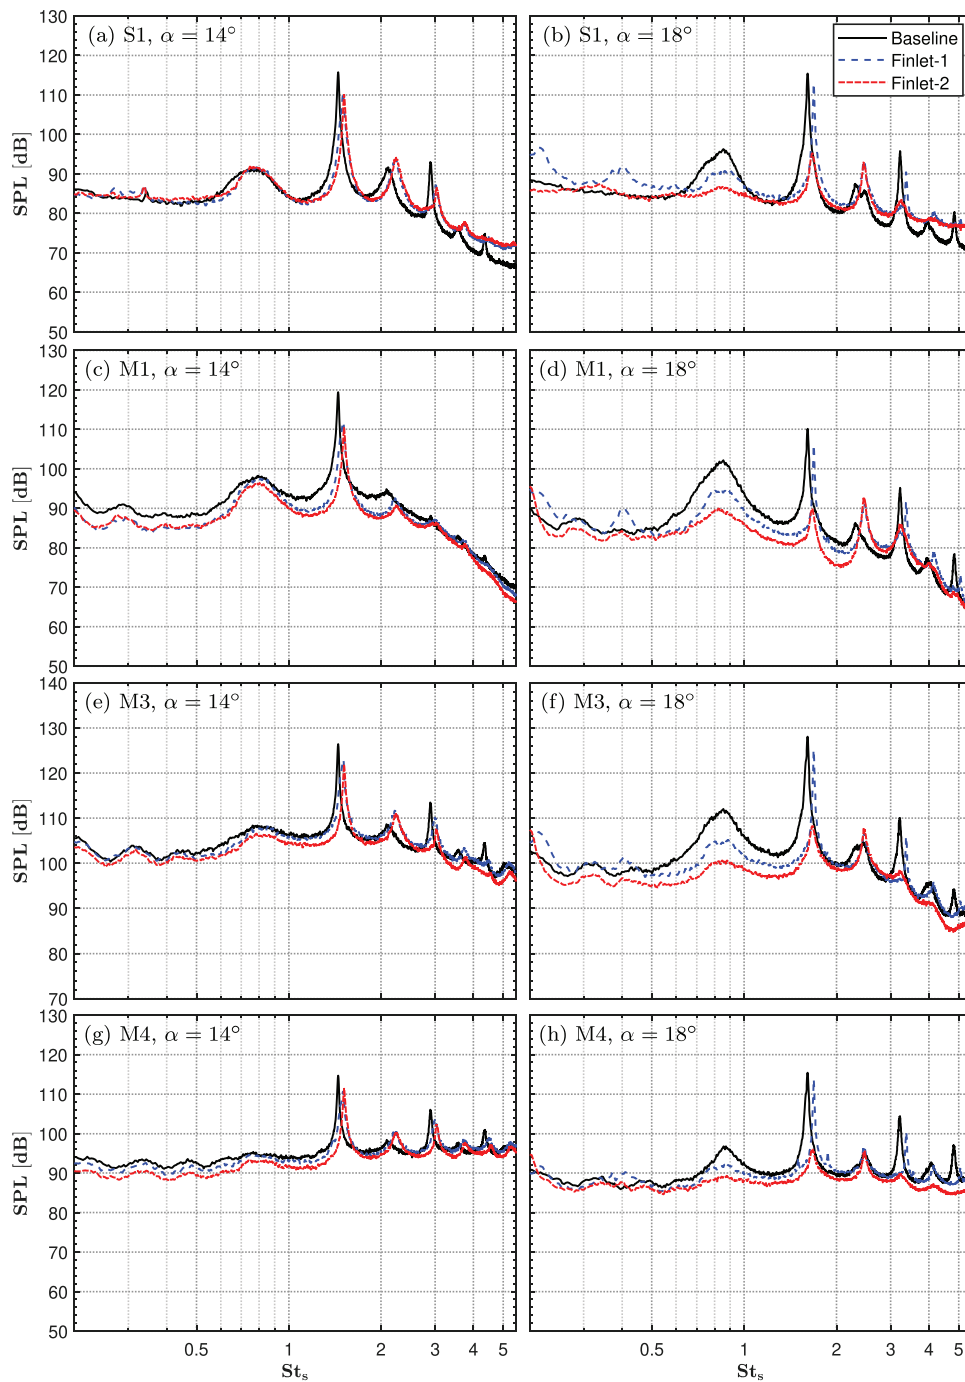 130
120
110
100
90
80
70
60
50
SPL [dB]
(a) S1, α = 14°
(b) S1, α = 18°
Baseline
Finlet-1
Finlet-2
130
120
110
100
90
80
70
60
50
SPL [dB]
(c) M1, α = 14°
(d) M1, α = 18°
140
130
120
110
100
90
80
70
SPL [dB]
(e) M3, α = 14°
(f) M3, α = 18°
130
120
110
100
90
80
70
60
50
SPL [dB]
(g) M4, α = 14°
(h) M4, α = 18°
0.5 1 2 3 4 5
0.5 1 2 3 4 5
St_s
St_s